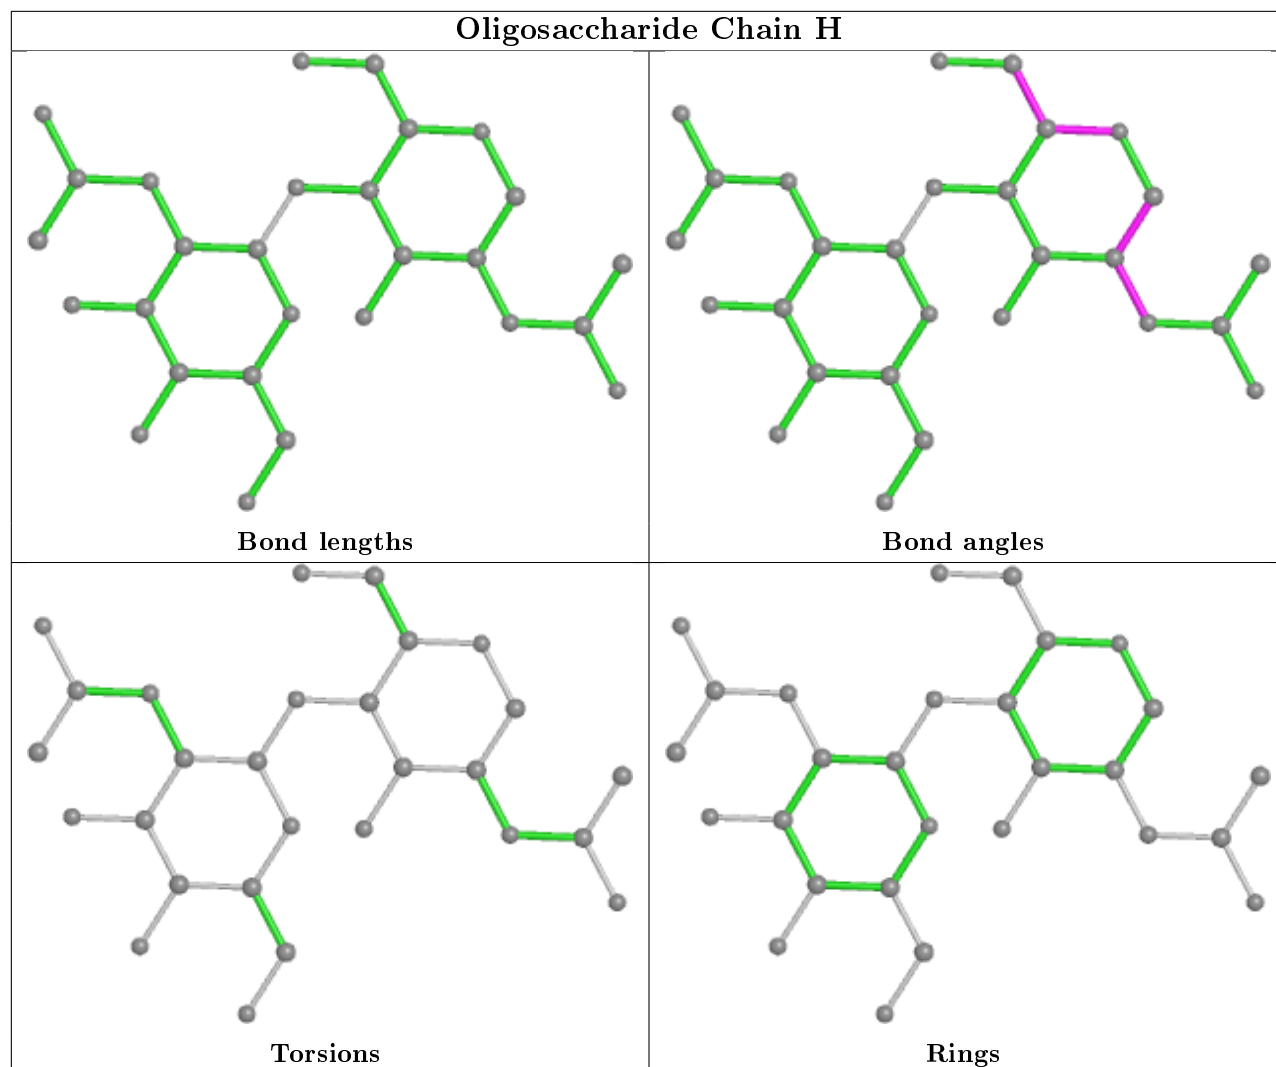 Oligosaccharide Chain H
Bond lengths
Bond angles
Torsions
Rings